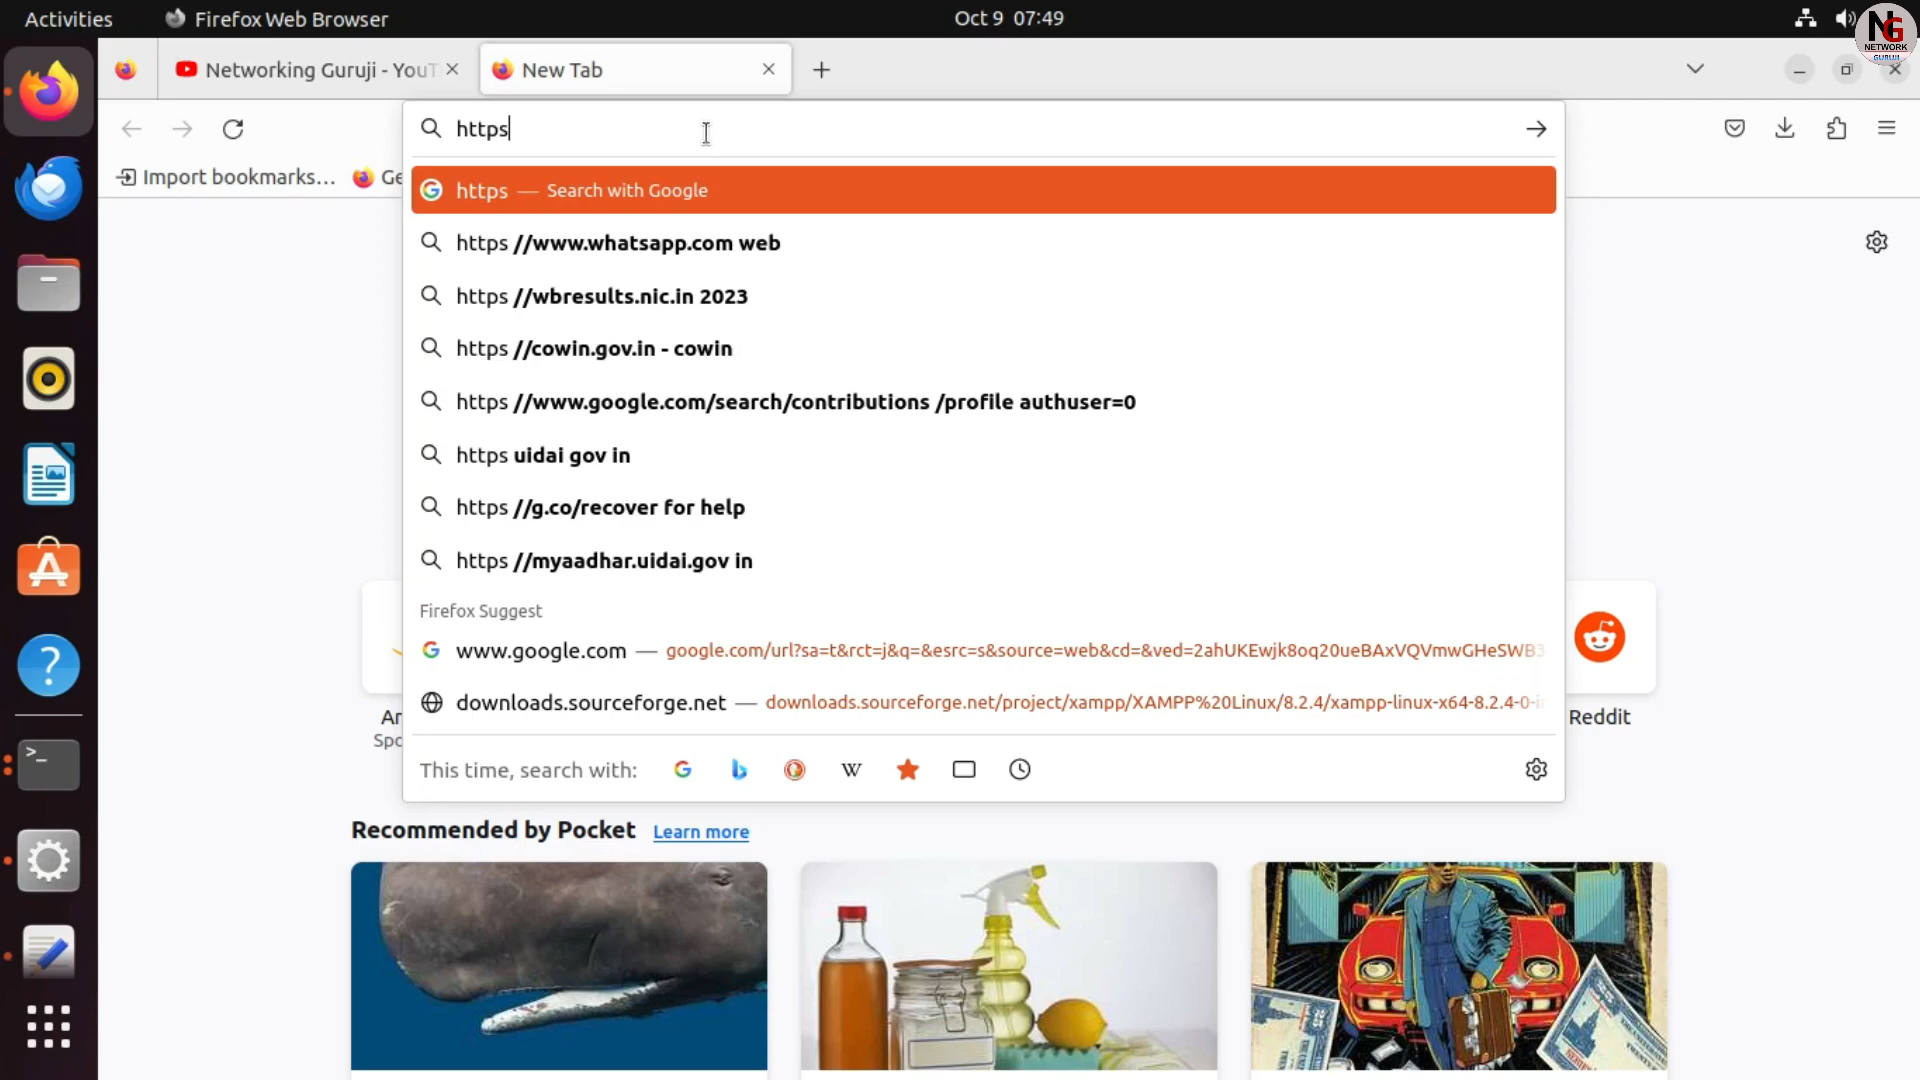 Activities
Firefox Web Browser
Oct 9 07:49
NG
NETWORK
GURUJI
Networking Guruji - YouT
New Tab
https
Import bookmarks...
Ge
https — Search with Google
https //www.whatsapp.com web
https //wbresults.nic.in 2023
https //cowin.gov.in - cowin
https //www.google.com/search/contributions /profile authuser=0
https uidai gov in
https //g.co/recover for help
https //myaadhar.uidai.gov in
Firefox Suggest
www.google.com — google.com/url?sa=t&rct=j&q=&esrc=s&source=web&cd=&ved=2ahUKEwjk8oq20ueBAxVQVmwGHeSWB3
downloads.sourceforge.net — downloads.sourceforge.net/project/xampp/XAMPP%20Linux/8.2.4/xampp-linux-x64-8.2.4-0-i
Reddit
This time, search with:
Recommended by Pocket
Learn more